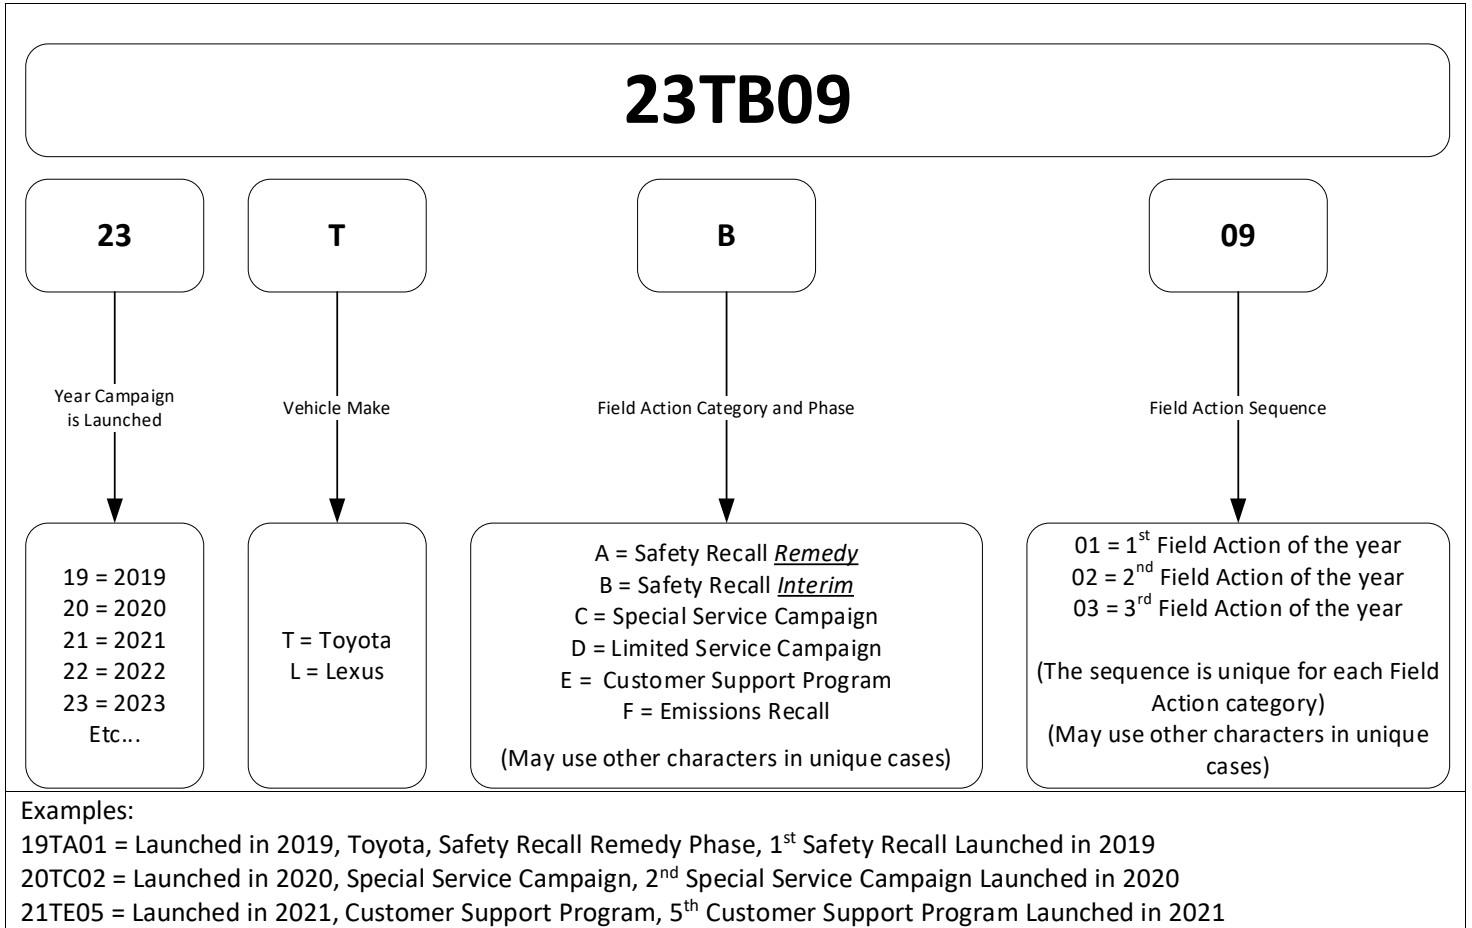 23TB09
23
T
B
09
Year Campaign
is Launched
Vehicle Make
Field Action Category and Phase
Field Action Sequence
19 = 2019
20 = 2020
21 = 2021
22 = 2022
23 = 2023
Etc...
T = Toyota
L = Lexus
A = Safety Recall Remedy
B = Safety Recall Interim
C = Special Service Campaign
D = Limited Service Campaign
E = Customer Support Program
F = Emissions Recall
(May use other characters in unique cases)
01 = 1st Field Action of the year
02 = 2nd Field Action of the year
03 = 3rd Field Action of the year
(The sequence is unique for each Field
Action category)
(May use other characters in unique
cases)
Examples:
19TA01 = Launched in 2019, Toyota, Safety Recall Remedy Phase, 1st Safety Recall Launched in 2019
20TC02 = Launched in 2020, Special Service Campaign, 2nd Special Service Campaign Launched in 2020
21TE05 = Launched in 2021, Customer Support Program, 5th Customer Support Program Launched in 2021